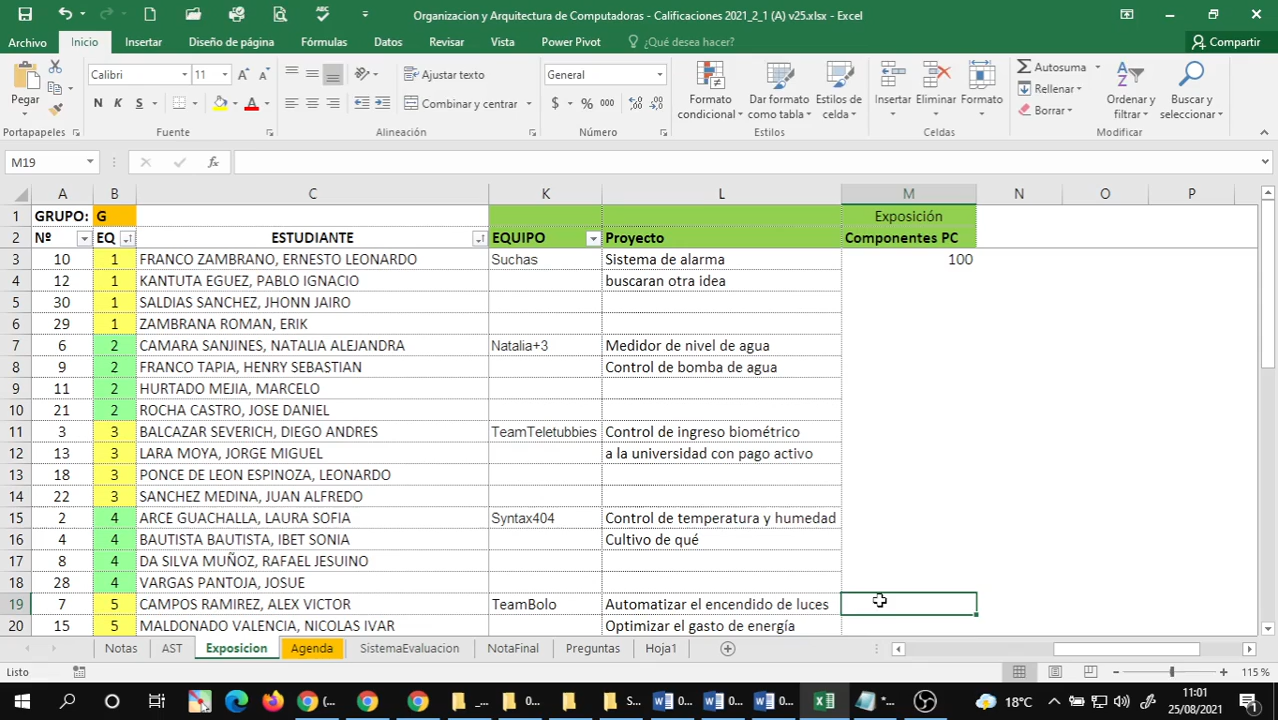 Organizacion y Arquitectura de Computadoras - Calificaciones 2021_2_1 (A) v25.xlsx - Excel
Archivo Inicio Insertar Diseño de página Fórmulas Datos Revisar Vista Power Pivot ¿Qué desea hacer? Compartir
Pegar Calibri 11 Ajustar texto General Formato condicional Dar formato como tabla Estilos de celda Insertar Eliminar Formato Autosuma Ordenar y filtrar Buscar y seleccionar
N K S Combinar y centrar $ % 000 Rellenar
Borrar
Portapapeles Fuente Alineación Número Estilos Celdas Modificar
M19 fx
A B C K L M N O P
1 GRUPO: G Exposición
2 Nº EQ ESTUDIANTE EQUIPO Proyecto Componentes PC
3 10 1 FRANCO ZAMBRANO, ERNESTO LEONARDO Suchas Sistema de alarma 100
4 12 1 KANTUTA EGUEZ, PABLO IGNACIO buscaran otra idea
5 30 1 SALDIAS SANCHEZ, JHONN JAIRO
6 29 1 ZAMBRANA ROMAN, ERIK
7 6 2 CAMARA SANJINES, NATALIA ALEJANDRA Natalia+3 Medidor de nivel de agua
8 9 2 FRANCO TAPIA, HENRY SEBASTIAN Control de bomba de agua
9 11 2 HURTADO MEJIA, MARCELO
10 21 2 ROCHA CASTRO, JOSE DANIEL
11 3 3 BALCAZAR SEVERICH, DIEGO ANDRES TeamTeletubbies Control de ingreso biométrico
12 13 3 LARA MOYA, JORGE MIGUEL a la universidad con pago activo
13 18 3 PONCE DE LEON ESPINOZA, LEONARDO
14 22 3 SANCHEZ MEDINA, JUAN ALFREDO
15 2 4 ARCE GUACHALLA, LAURA SOFIA Syntax404 Control de temperatura y humedad
16 4 4 BAUTISTA BAUTISTA, IBET SONIA Cultivo de qué
17 8 4 DA SILVA MUÑOZ, RAFAEL JESUINO
18 28 4 VARGAS PANTOJA, JOSUE
19 7 5 CAMPOS RAMIREZ, ALEX VICTOR TeamBolo Automatizar el encendido de luces
20 15 5 MALDONADO VALENCIA, NICOLAS IVAR Optimizar el gasto de energía
Notas AST Exposicion Agenda SistemaEvaluacion NotaFinal Preguntas Hoja1
Listo 115 %
(... 0... S... 0... 0... 0... *... 18°C 11:01
25/08/2021 1